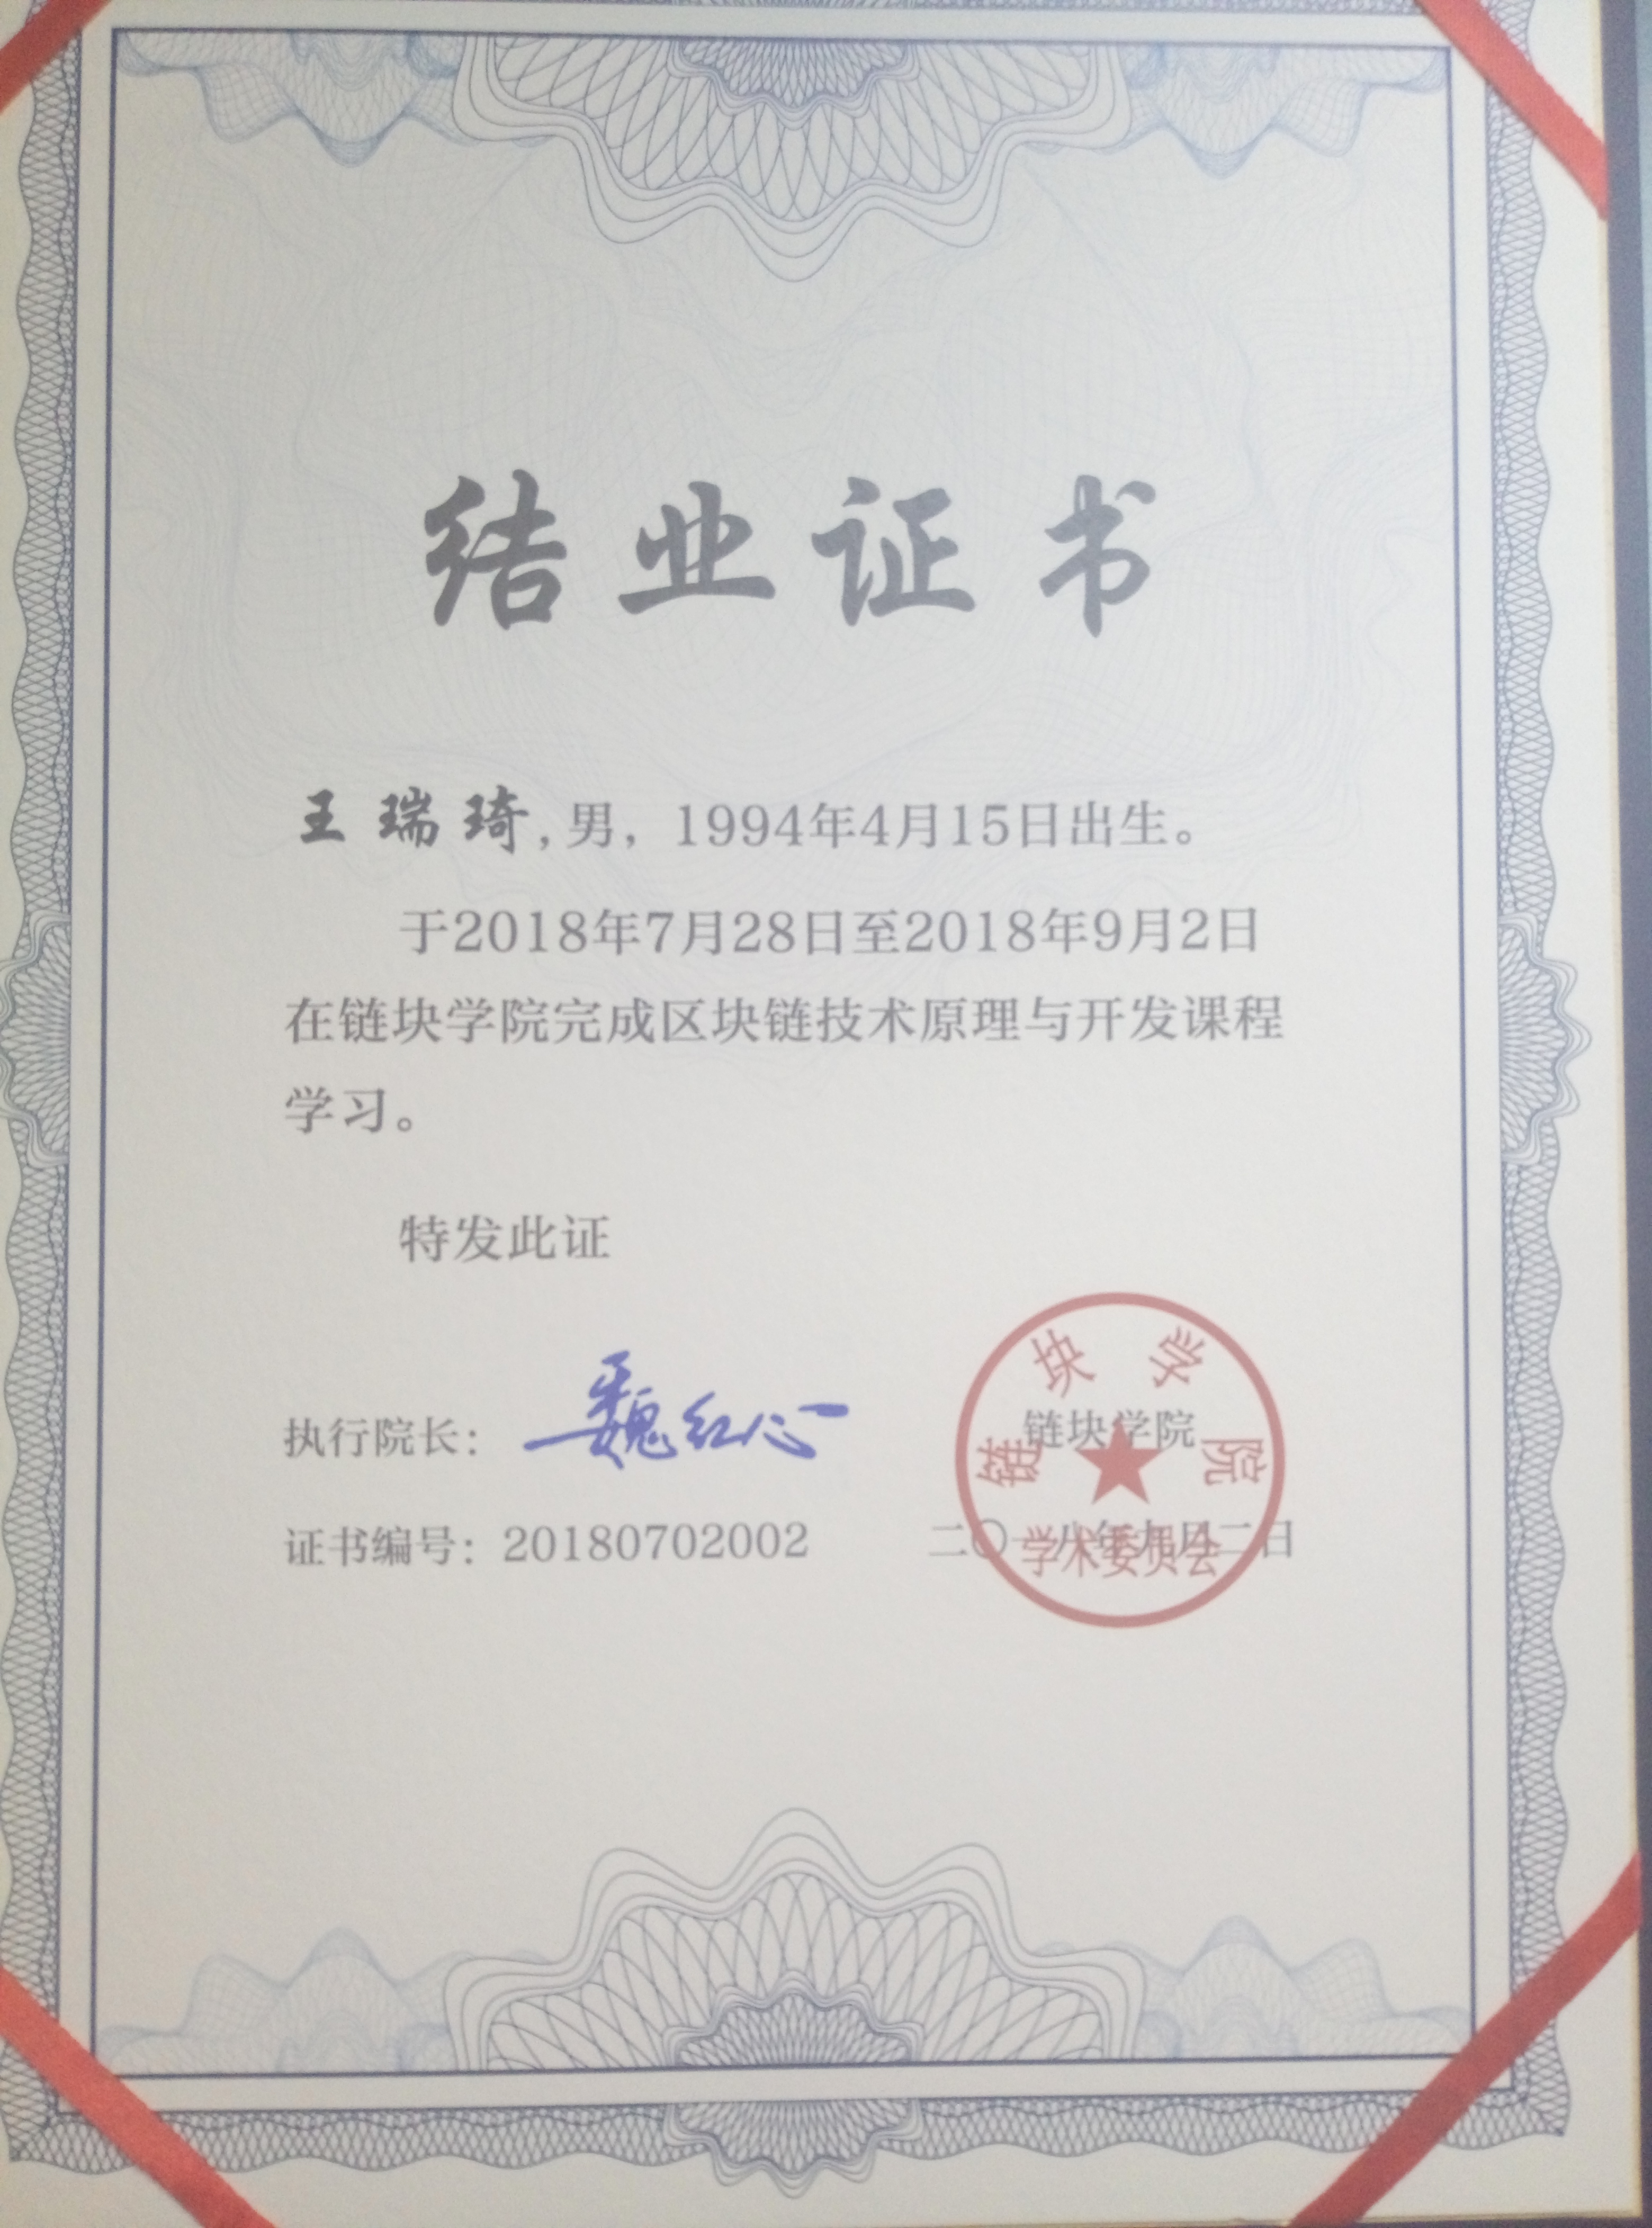 结业证书
王瑞琦,男，1994年4月15日出生。
于2018年7月28日至2018年9月2日
在链块学院完成区块链技术原理与开发课程
学习。
特发此证
执行院长：魏红心
链块学院
证书编号：20180702002
二〇一八年九月二日
链块学院
学术委员会